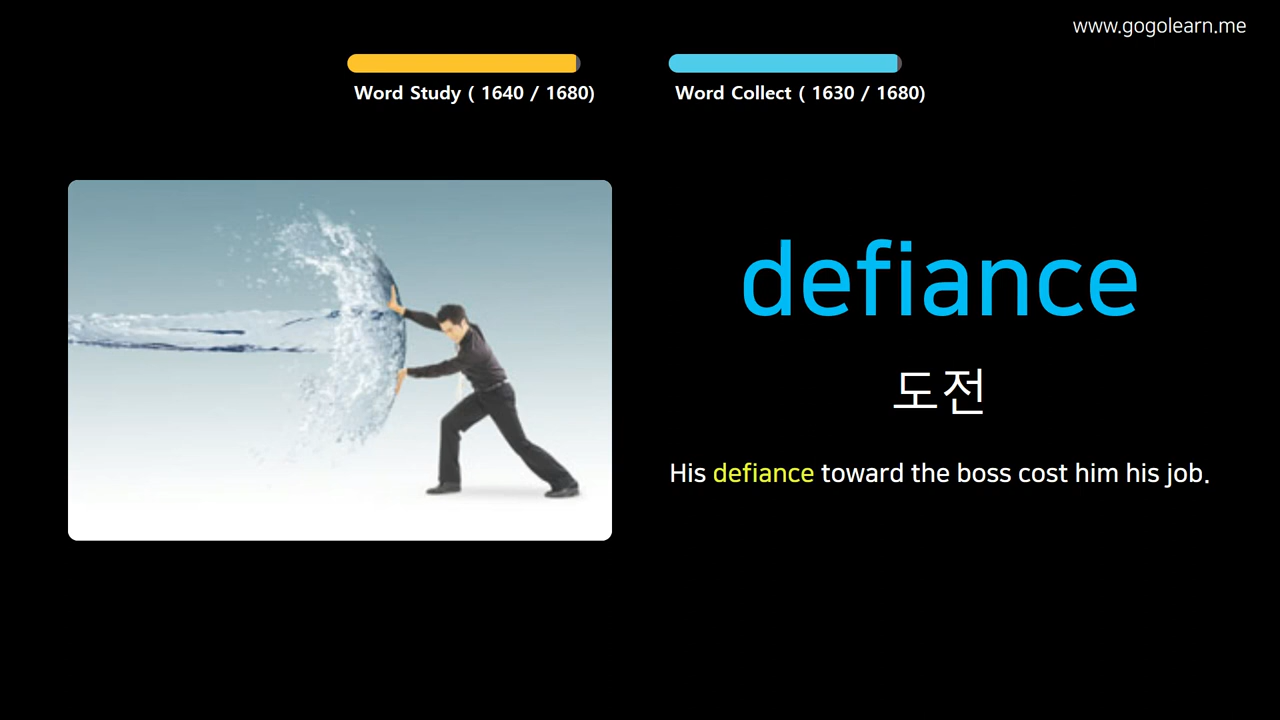 www.gogolearn.me
Word Study ( 1640 / 1680)
Word Collect ( 1630 / 1680)
defiance
도전
His defiance toward the boss cost him his job.